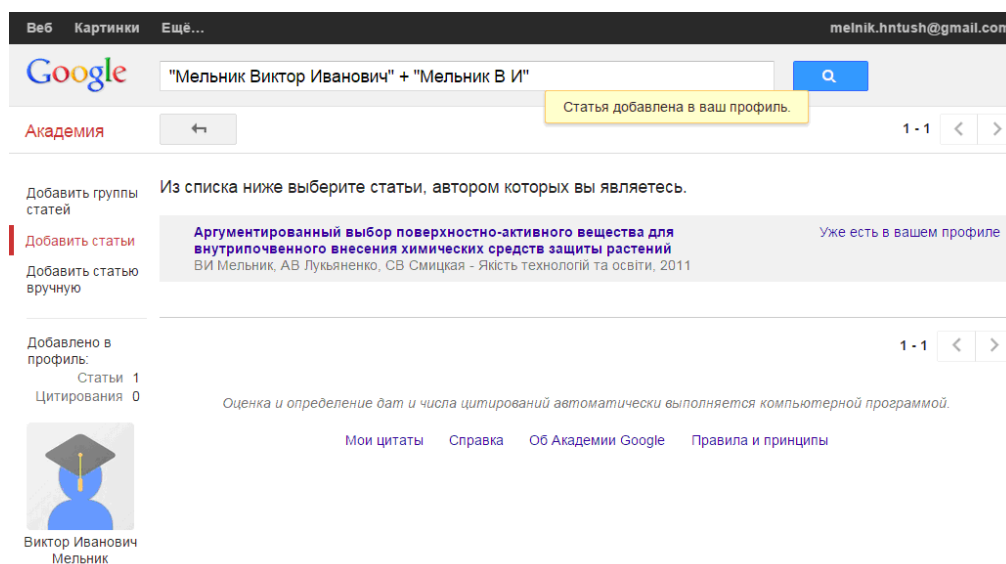 Веб Картинки Ещё... melnik.hntush@gmail.com
Google "Мельник Виктор Иванович" + "Мельник В И"
Статья добавлена в ваш профиль.
Академия 1 - 1
Добавить группы статей
Добавить статьи
Добавить статью вручную
Из списка ниже выберите статьи, автором которых вы являетесь.
Аргументированный выбор поверхностно-активного вещества для Уже есть в вашем профиле
внутрипочвенного внесения химических средств защиты растений
ВИ Мельник, АВ Лукьяненко, СВ Смицкая - Якість технологій та освіти, 2011
Добавлено в
профиль:
Статьи 1
Цитирования 0
1 - 1
Оценка и определение дат и числа цитирований автоматически выполняется компьютерной программой.
Мои цитаты Справка Об Академии Google Правила и принципы
Виктор Иванович
Мельник